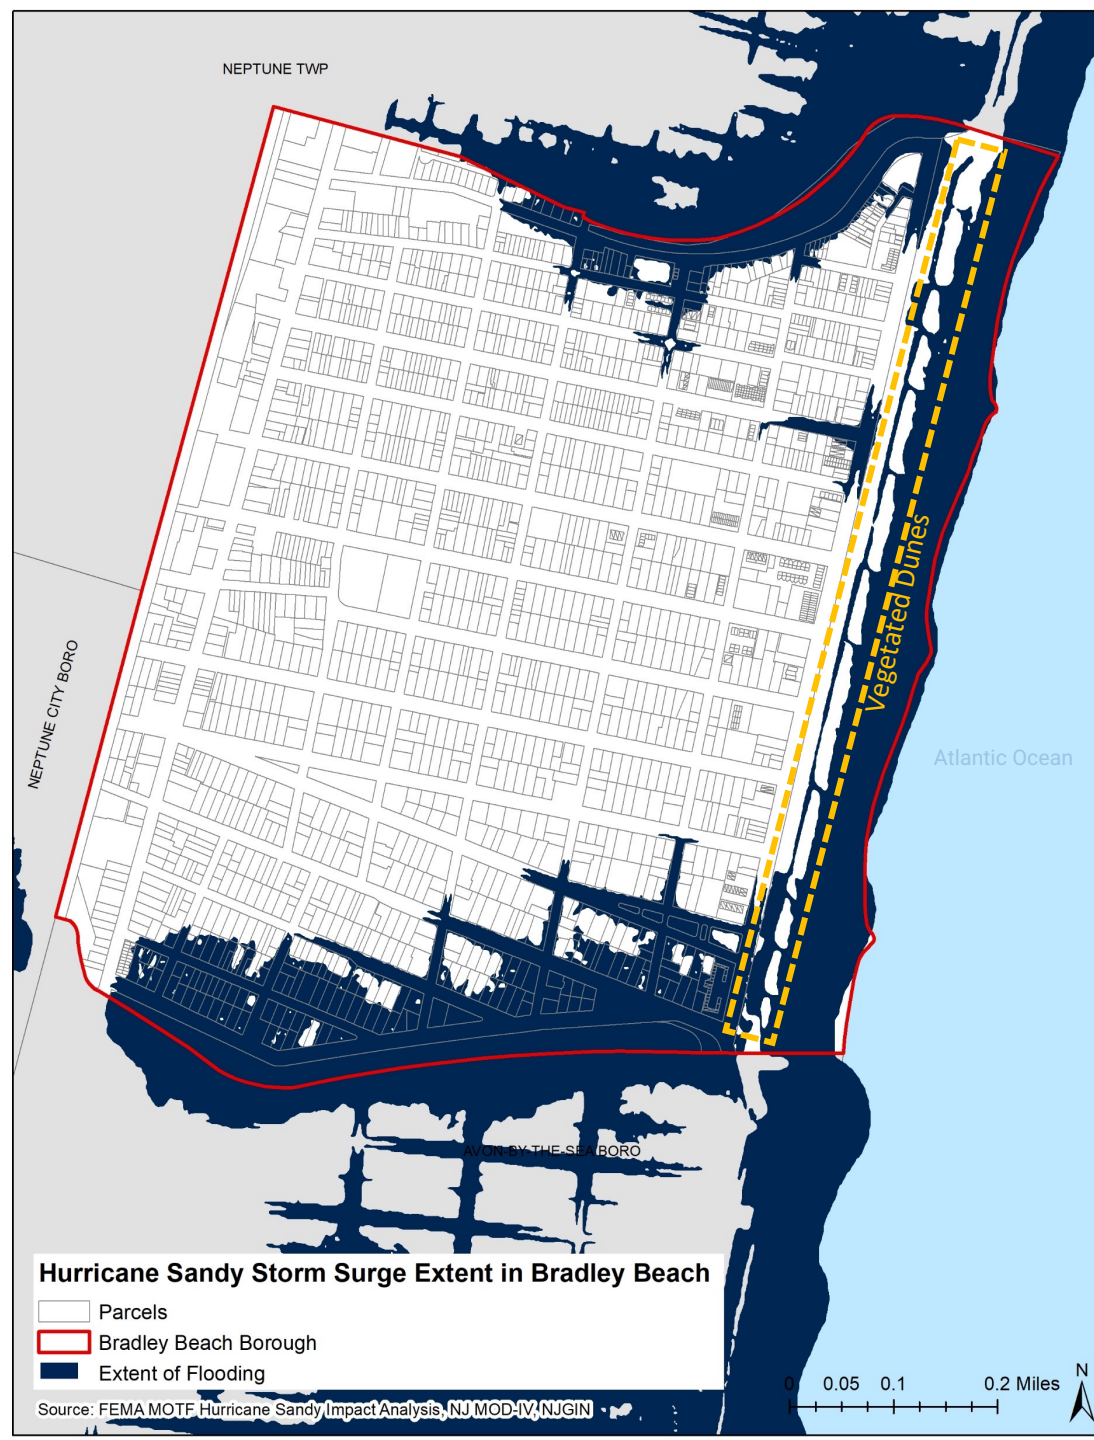 NEPTUNE TWP
Vegetated Dunes
NEPTUNE CITY BORO
Atlantic Ocean
AVON-BY-THE-SEA BORO
Hurricane Sandy Storm Surge Extent in Bradley Beach
Parcels
Bradley Beach Borough
Extent of Flooding
Source: FEMA MOTF Hurricane Sandy Impact Analysis, NJ MOD-IV, NJGIN
0 0.05 0.1 0.2 Miles
N